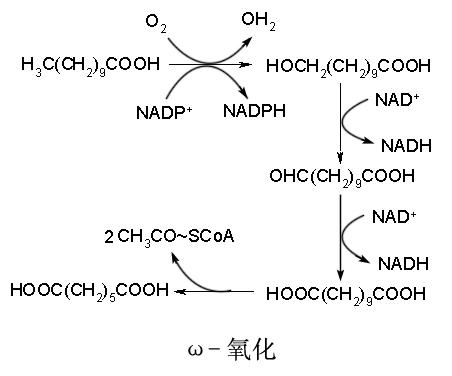 O₂ OH₂
H₃C(CH₂)₉COOH HOCH₂(CH₂)₉COOH
NADP⁺ NADPH NAD⁺
NADH
OHC(CH₂)₉COOH
NAD⁺
2 CH₃CO~SCoA
NADH
HOOC(CH₂)₅COOH HOOC(CH₂)₉COOH
ω-氧化